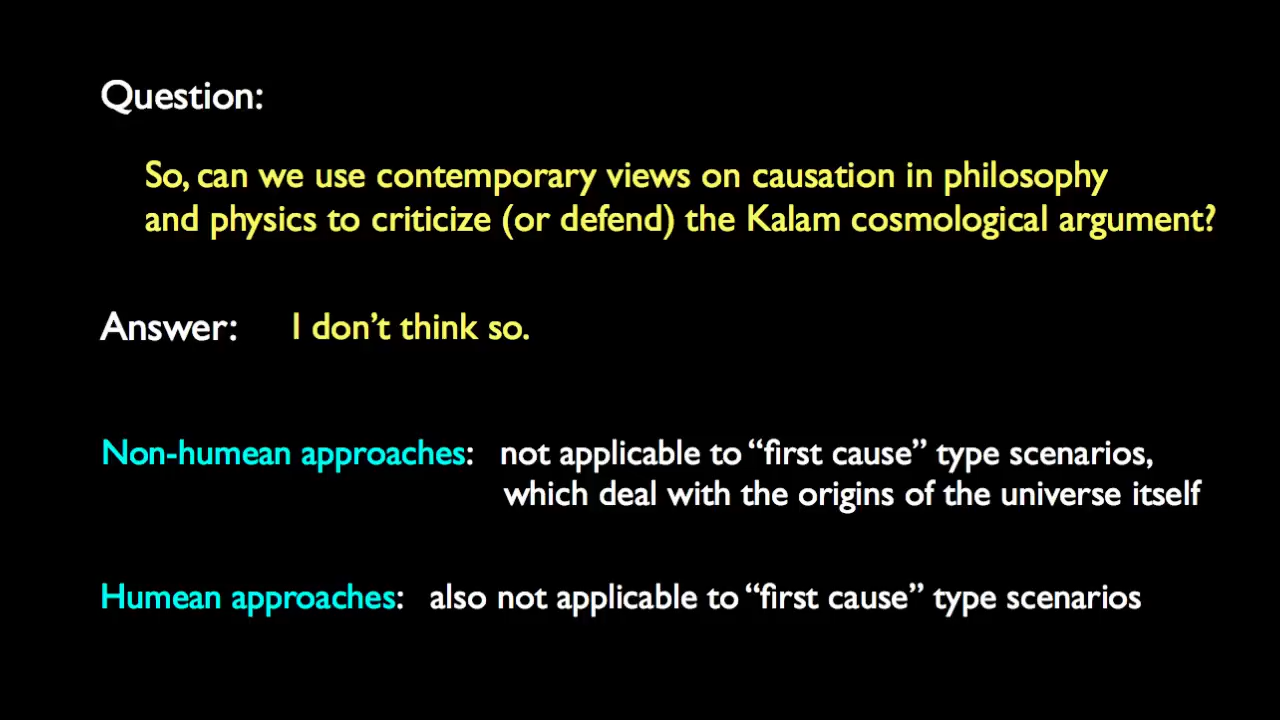 Question:
So, can we use contemporary views on causation in philosophy
and physics to criticize (or defend) the Kalam cosmological argument?
Answer: I don’t think so.
Non-humean approaches: not applicable to “first cause” type scenarios,
which deal with the origins of the universe itself
Humean approaches: also not applicable to “first cause” type scenarios